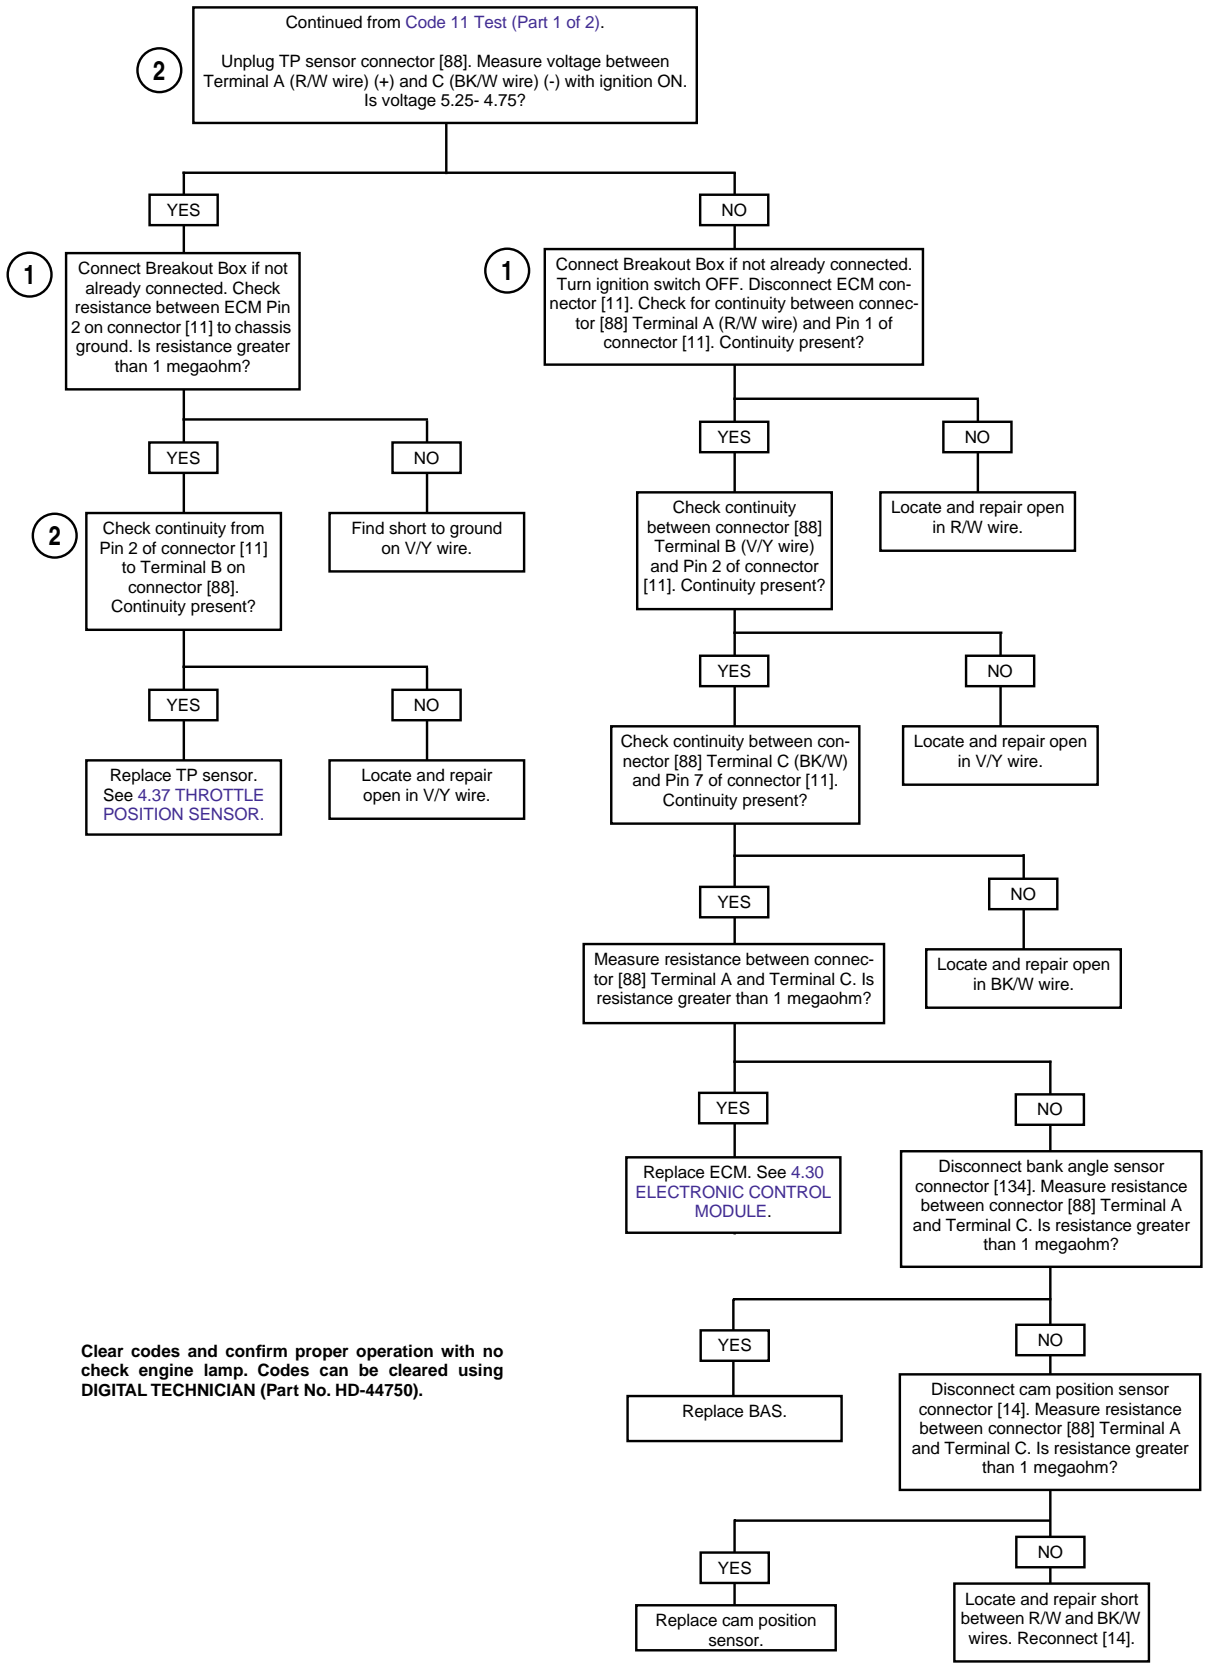 Continued from Code 11 Test (Part 1 of 2).
2
Unplug TP sensor connector [88]. Measure voltage between
Terminal A (R/W wire) (+) and C (BK/W wire) (-) with ignition ON.
Is voltage 5.25- 4.75?
YES
NO
1
Connect Breakout Box if not
already connected. Check
resistance between ECM Pin
2 on connector [11] to chassis
ground. Is resistance greater
than 1 megaohm?
1
Connect Breakout Box if not already connected.
Turn ignition switch OFF. Disconnect ECM con-
nector [11]. Check for continuity between connec-
tor [88] Terminal A (R/W wire) and Pin 1 of
connector [11]. Continuity present?
YES
NO
YES
NO
2
Check continuity from
Pin 2 of connector [11]
to Terminal B on
connector [88].
Continuity present?
Find short to ground
on V/Y wire.
Check continuity
between connector [88]
Terminal B (V/Y wire)
and Pin 2 of connector
[11]. Continuity present?
Locate and repair open
in R/W wire.
YES
NO
YES
NO
Replace TP sensor.
See 4.37 THROTTLE
POSITION SENSOR.
Locate and repair
open in V/Y wire.
Check continuity between con-
nector [88] Terminal C (BK/W)
and Pin 7 of connector [11].
Continuity present?
Locate and repair open
in V/Y wire.
YES
NO
Measure resistance between connec-
tor [88] Terminal A and Terminal C. Is
resistance greater than 1 megaohm?
Locate and repair open
in BK/W wire.
YES
NO
Replace ECM. See 4.30
ELECTRONIC CONTROL
MODULE.
Disconnect bank angle sensor
connector [134]. Measure resistance
between connector [88] Terminal A
and Terminal C. Is resistance greater
than 1 megaohm?
YES
NO
Clear codes and confirm proper operation with no
check engine lamp. Codes can be cleared using
DIGITAL TECHNICIAN (Part No. HD-44750).
Replace BAS.
Disconnect cam position sensor
connector [14]. Measure resistance
between connector [88] Terminal A
and Terminal C. Is resistance greater
than 1 megaohm?
YES
NO
Replace cam position
sensor.
Locate and repair short
between R/W and BK/W
wires. Reconnect [14].